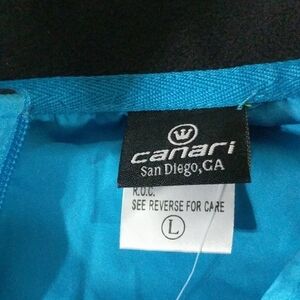 canari
San Diego,CA
R.O.C.
SEE REVERSE FOR CARE
L